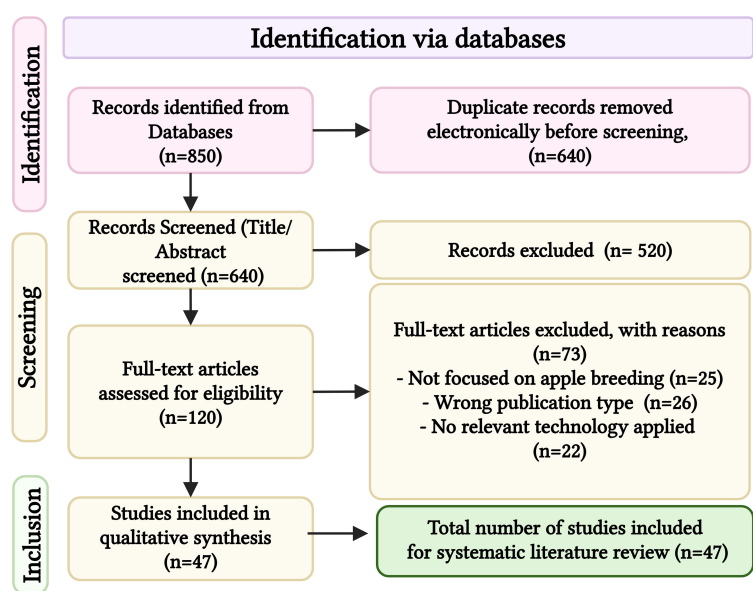 Identification via databases
Identification
Records identified from
Databases
(n=850)
Duplicate records removed
electronically before screening,
(n=640)
Screening
Records Screened (Title/
Abstract
screened (n=640)
Records excluded (n= 520)
Full-text articles
assessed for eligibility
(n=120)
Full-text articles excluded, with reasons
(n=73)
- Not focused on apple breeding (n=25)
- Wrong publication type (n=26)
- No relevant technology applied
(n=22)
Inclusion
Studies included in
qualitative synthesis
(n=47)
Total number of studies included
for systematic literature review (n=47)